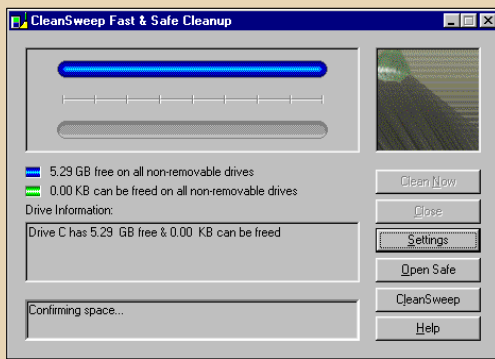 CleanSweep Fast & Safe Cleanup
5.29 GB free on all non-removable drives
0.00 KB can be freed on all non-removable drives
Drive Information:
Drive C has 5.29 GB free & 0.00 KB can be freed
Confirming space...
Clean Now
Close
Settings
Open Safe
CleanSweep
Help